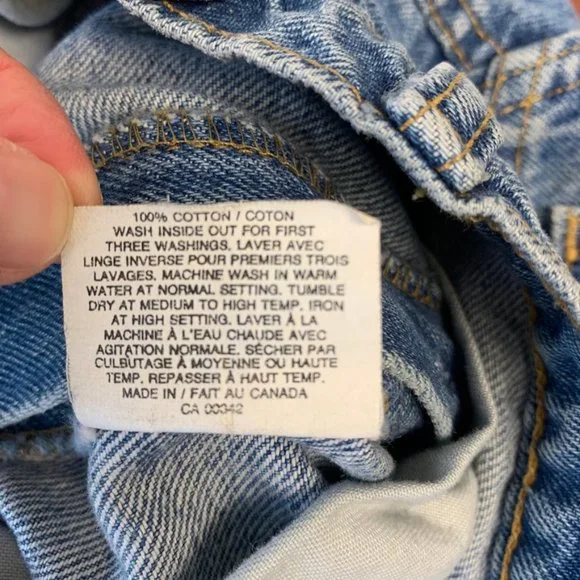 100% COTTON / COTON
WASH INSIDE OUT FOR FIRST
THREE WASHINGS. LAVER AVEC
LINGE INVERSE POUR PREMIERS TROIS
LAVAGES. MACHINE WASH IN WARM
WATER AT NORMAL SETTING. TUMBLE
DRY AT MEDIUM TO HIGH TEMP. IRON
AT HIGH SETTING. LAVER À LA
MACHINE À L'EAU CHAUDE AVEC
AGITATION NORMALE. SÉCHER PAR
CULBUTAGE À MOYENNE OU HAUTE
TEMP. REPASSER À HAUT TEMP.
MADE IN / FAIT AU CANADA
CA 00342